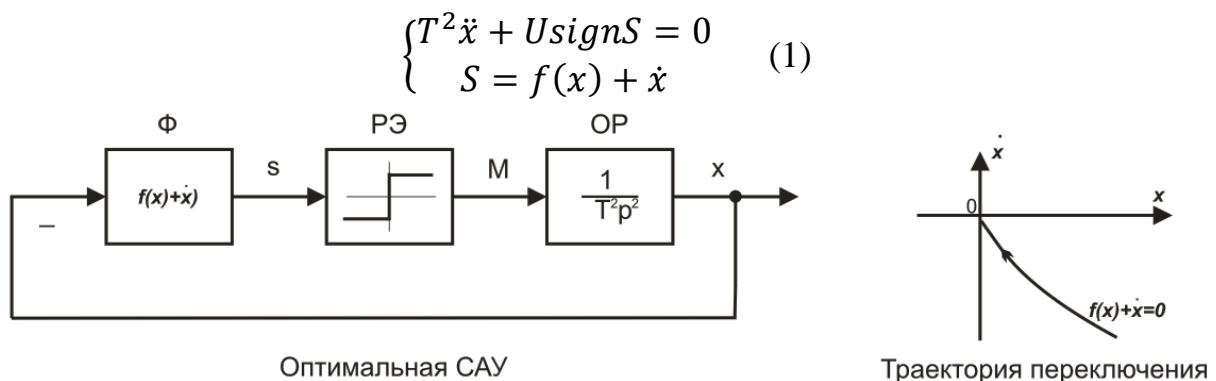 {T²ẍ + UsignS = 0
S = f(x) + ẋ (1)
Φ РЭ ОР
f(x)+ẋ) s M 1/T²p² x
–
ẋ
0 x
f(x)+ẋ=0
Оптимальная САУ
Траектория переключения